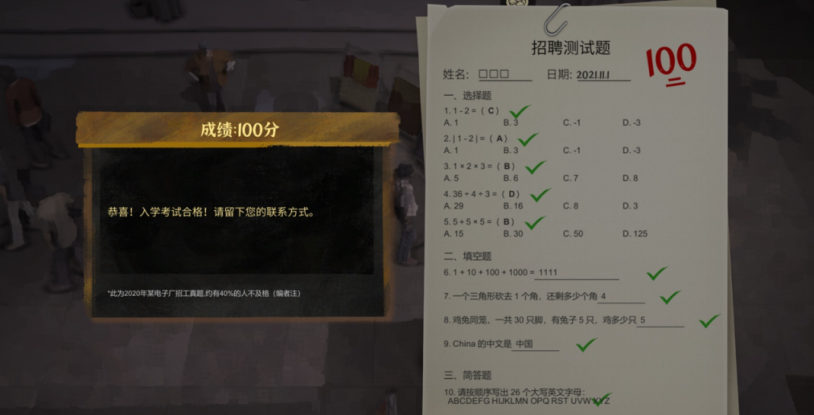 成绩:100分
恭喜！入学考试合格！请留下您的联系方式。
*此为2020年某电子厂招工真题,约有40%的人不及格（编者注）
招聘测试题
100
姓名: □□□ 日期: 2021.11.1
一、选择题
1. 1 - 2 =（ C ）
A. 1 B. 3 C. -1 D. -3
2. | 1 - 2 | =（ A ）
A. 1 B. 3 C. -1 D. -3
3. 1 × 2 × 3 =（ B ）
A. 5 B. 6 C. 7 D. 8
4. 36 ÷ 4 ÷ 3 =（ D ）
A. 29 B. 16 C. 8 D. 3
5. 5 + 5 × 5 =（ B ）
A. 15 B. 30 C. 50 D. 125
二、填空题
6. 1 + 10 + 100 + 1000 = 1111
7. 一个三角形砍去 1 个角，还剩多少个角 4
8. 鸡兔同笼，一共 30 只脚，有兔子 5 只，鸡多少只 5
9. China 的中文是 中国
三、简答题
10. 请按顺序写出 26 个大写英文字母：
ABCDEFG HIJKLMN OPQ RST UVW XYZ